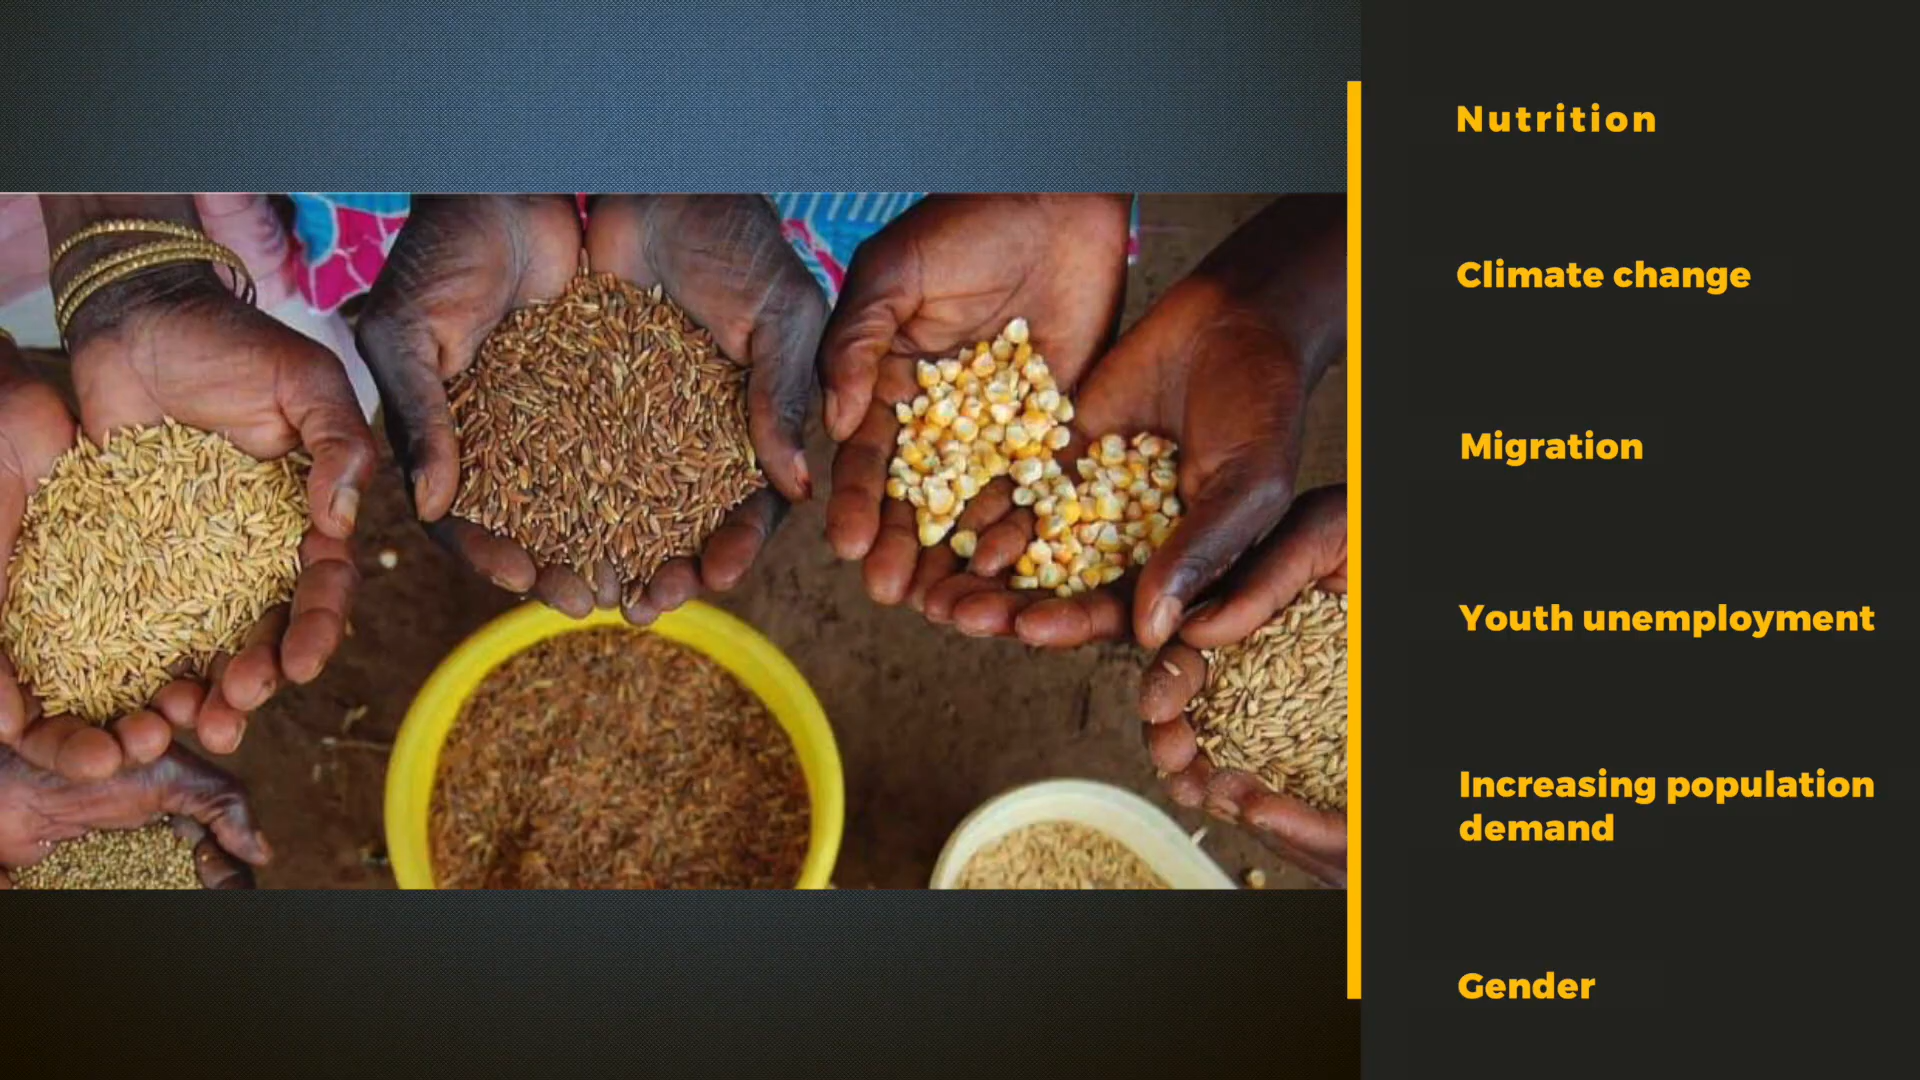 Nutrition
Climate change
Migration
Youth unemployment
Increasing population
demand
Gender